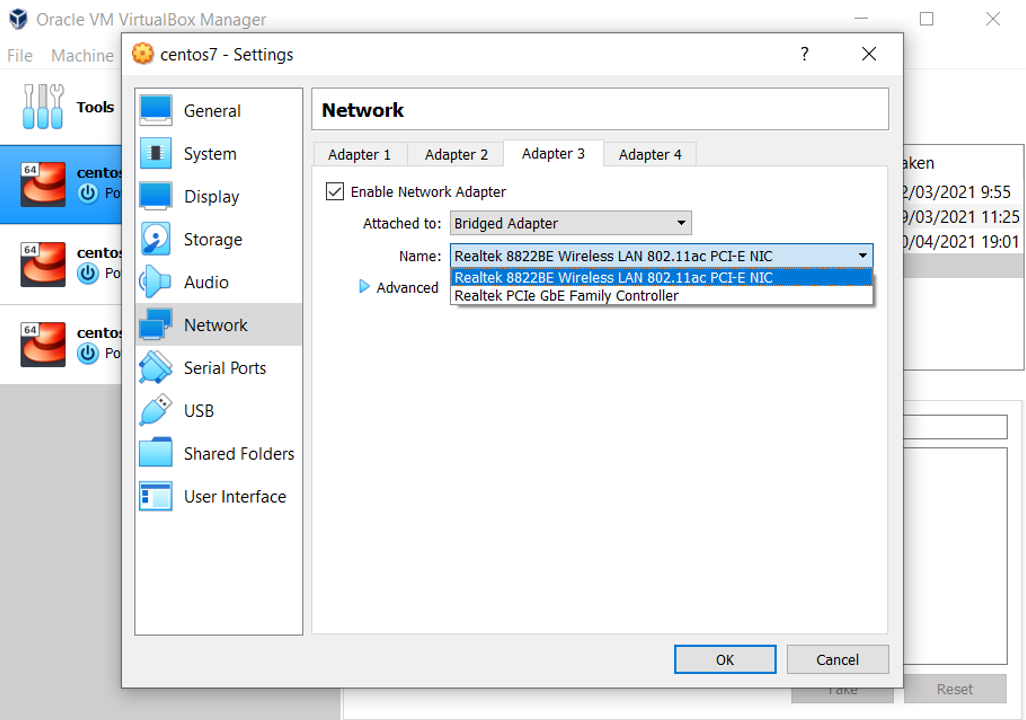 Oracle VM VirtualBox Manager
File Machine
centos7 - Settings
?
Tools
64
centos
Po
64
centos
Po
64
centos
Po
General
System
Display
Storage
Audio
Network
Serial Ports
USB
Shared Folders
User Interface
Network
Adapter 1 Adapter 2 Adapter 3 Adapter 4
Enable Network Adapter
Attached to: Bridged Adapter
Name: Realtek 8822BE Wireless LAN 802.11ac PCI-E NIC
Realtek 8822BE Wireless LAN 802.11ac PCI-E NIC
Realtek PCIe GbE Family Controller
Advanced
OK Cancel
aken
2/03/2021 9:55
9/03/2021 11:25
0/04/2021 19:01
Take Reset